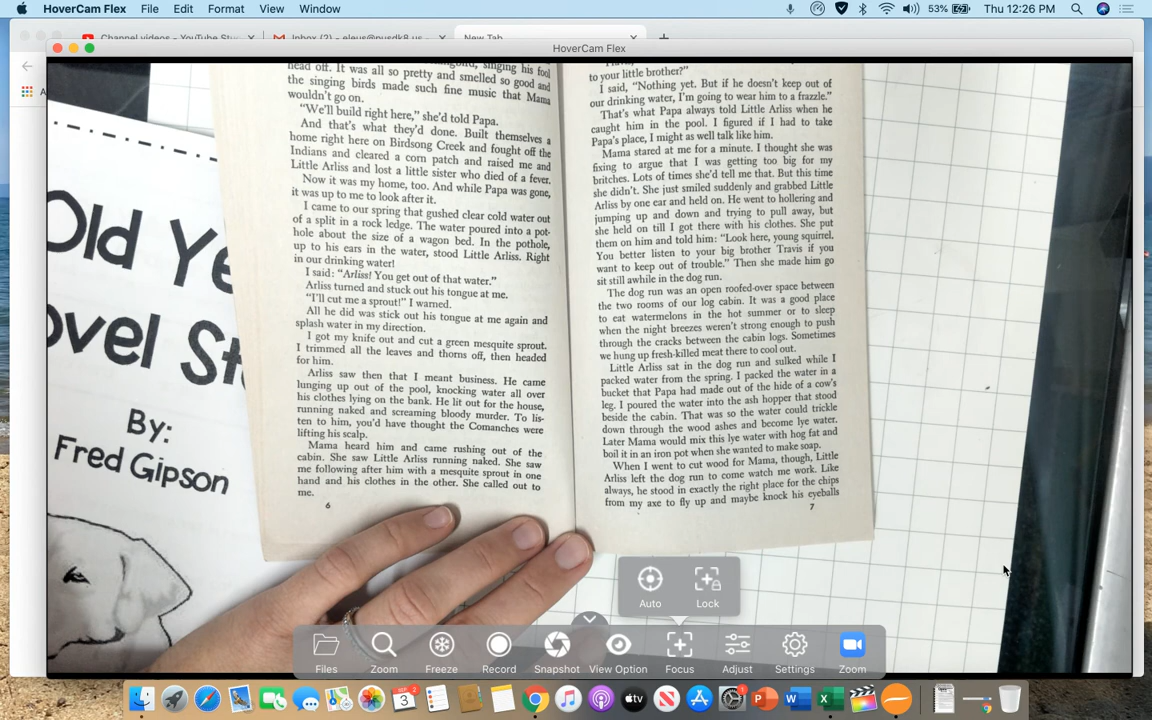 HoverCam Flex File Edit Format View Window 53% Thu 12:26 PM
Channel videos - YouTube Stu
Inbox (2) - eleus@pusdk8.us
New Tab
HoverCam Flex
Old Ye
ovel St
By:
Fred Gipson
singing his fool
head off. It was all so pretty and smelled so good and
the singing birds made such fine music that Mama
wouldn't go on.
"We'll build right here," she'd told Papa.
And that's what they'd done. Built themselves a
home right here on Birdsong Creek and fought off the
Indians and cleared a corn patch and raised me and
Little Arliss and lost a little sister who died of a fever.
Now it was my home, too. And while Papa was gone,
it was up to me to look after it.
I came to our spring that gushed clear cold water out
of a split in a rock ledge. The water poured into a pot-
hole about the size of a wagon bed. In the pothole,
up to his ears in the water, stood Little Arliss. Right
in our drinking water!
I said: "Arliss! You get out of that water."
Arliss turned and stuck out his tongue at me.
"I'll cut me a sprout!" I warned.
All he did was stick out his tongue at me again and
splash water in my direction.
I got my knife out and cut a green mesquite sprout.
I trimmed all the leaves and thorns off, then headed
for him.
Arliss saw then that I meant business. He came
lunging up out of the pool, knocking water all over
his clothes lying on the bank. He lit out for the house,
running naked and screaming bloody murder. To lis-
ten to him, you'd have thought the Comanches were
lifting his scalp.
Mama heard him and came rushing out of the
cabin. She saw Little Arliss running naked. She saw
me following after him with a mesquite sprout in one
hand and his clothes in the other. She called out to
me.
6
to your little brother?"
I said, "Nothing yet. But if he doesn't keep out of
our drinking water, I'm going to wear him to a frazzle."
That's what Papa always told Little Arliss when he
caught him in the pool. I figured if I had to take
Papa's place, I might as well talk like him.
Mama stared at me for a minute. I thought she was
fixing to argue that I was getting too big for my
britches. Lots of times she'd tell me that. But this time
she didn't. She just smiled suddenly and grabbed Little
Arliss by one ear and held on. He went to hollering and
jumping up and down and trying to pull away, but
she held on till I got there with his clothes. She put
them on him and told him: "Look here, young squirrel.
You better listen to your big brother Travis if you
want to keep out of trouble." Then she made him go
sit still awhile in the dog run.
The dog run was an open roofed-over space between
the two rooms of our log cabin. It was a good place
to eat watermelons in the hot summer or to sleep
when the night breezes weren't strong enough to push
through the cracks between the cabin logs. Sometimes
we hung up fresh-killed meat there to cool out.
Little Arliss sat in the dog run and sulked while I
packed water from the spring. I packed the water in a
bucket that Papa had made out of the hide of a cow's
leg. I poured the water into the ash hopper that stood
beside the cabin. That was so the water could trickle
down through the wood ashes and become lye water.
Later Mama would mix this lye water with hog fat and
boil it in an iron pot when she wanted to make soap.
When I went to cut wood for Mama, though, Little
Arliss left the dog run to come watch me work. Like
always, he stood in exactly the right place for the chips
from my axe to fly up and maybe knock his eyeballs
7
Auto Lock
Files Zoom Freeze Record Snapshot View Option Focus Adjust Settings Zoom